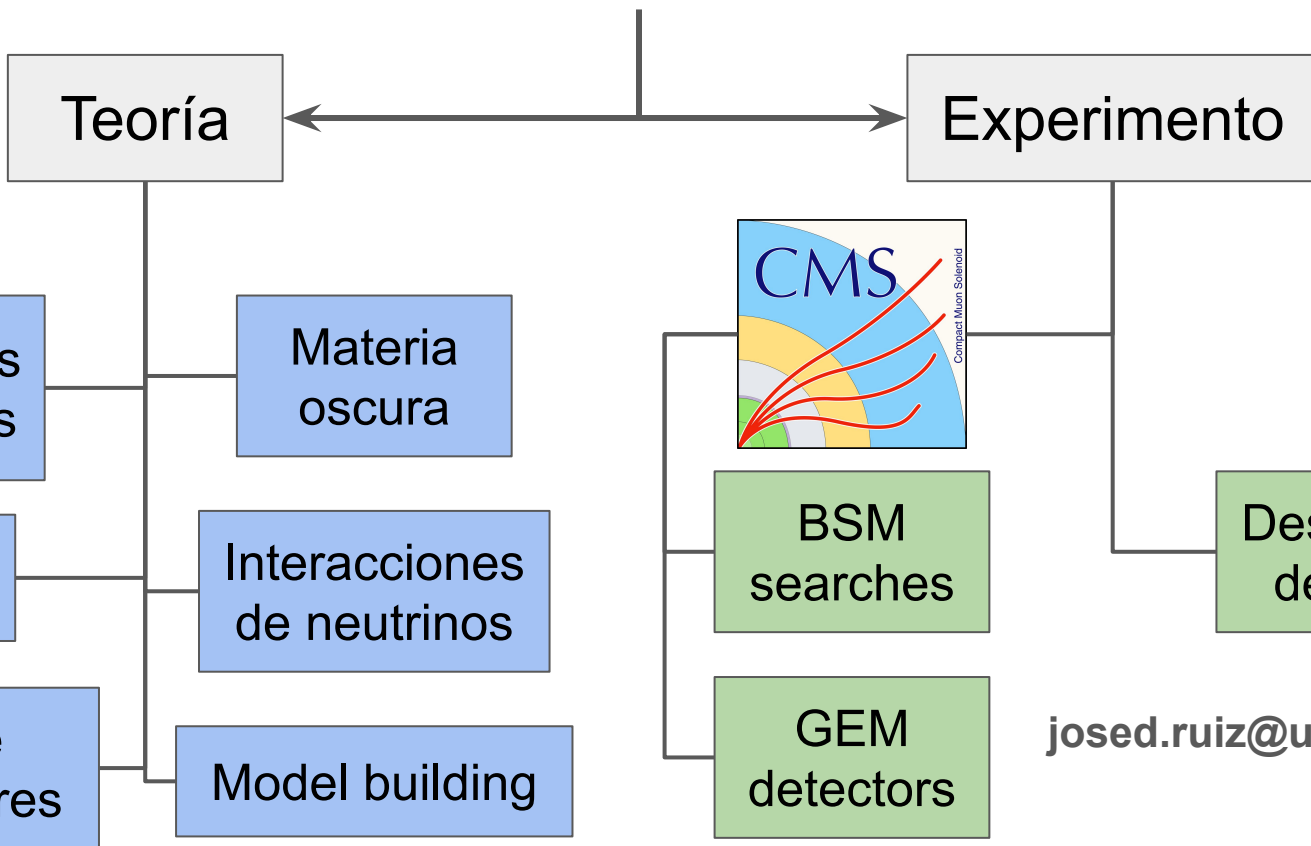 Teoría
Experimento
CMS
Compact Muon Solenoid
Materia
oscura
Interacciones
de neutrinos
Model building
BSM
searches
GEM
detectors